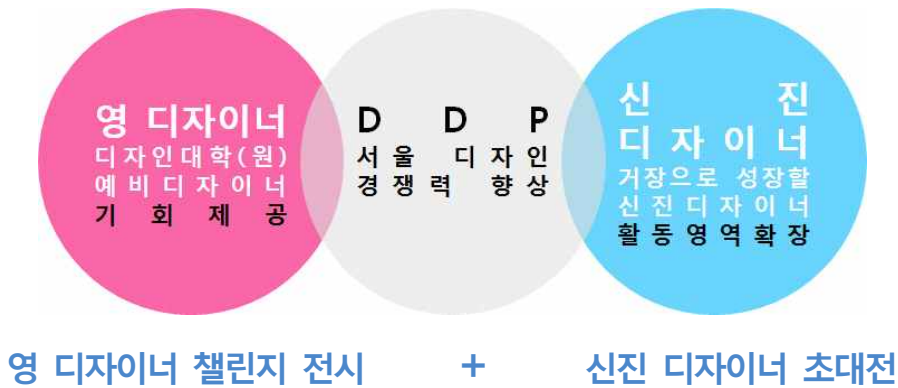 영 디자이너
디자인대학(원)
예비디자이너
기회제공
DDP
서울 디자인
경쟁력 향상
신진
디자이너
거장으로 성장할
신진디자이너
활동영역확장
영 디자이너 챌린지 전시 + 신진 디자이너 초대전